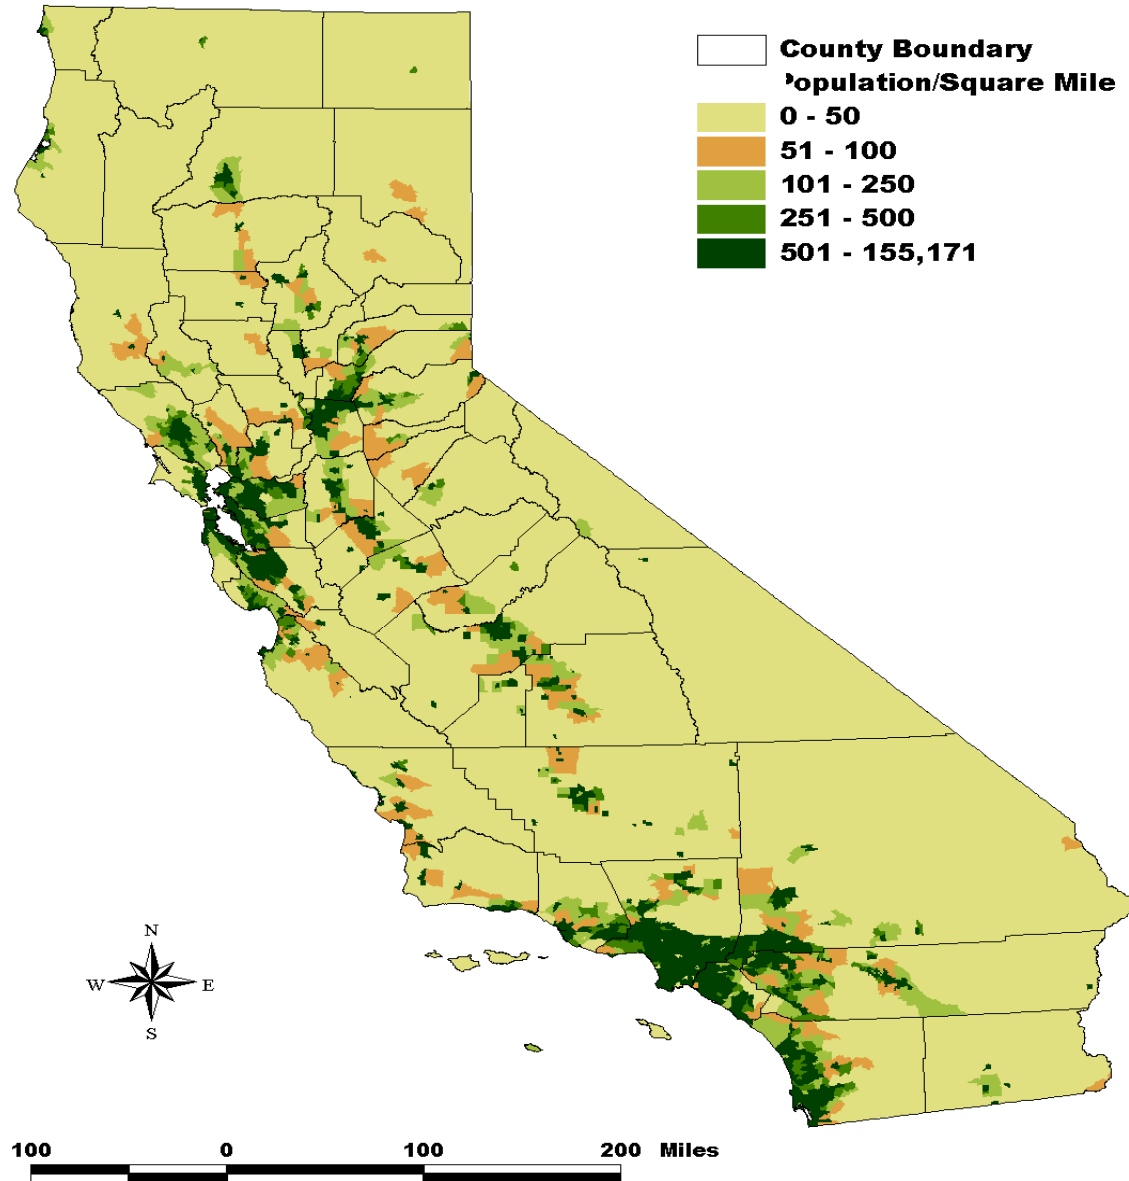 County Boundary
Population/Square Mile
0 - 50
51 - 100
101 - 250
251 - 500
501 - 155,171
N
W E
S
100 0 100 200 Miles